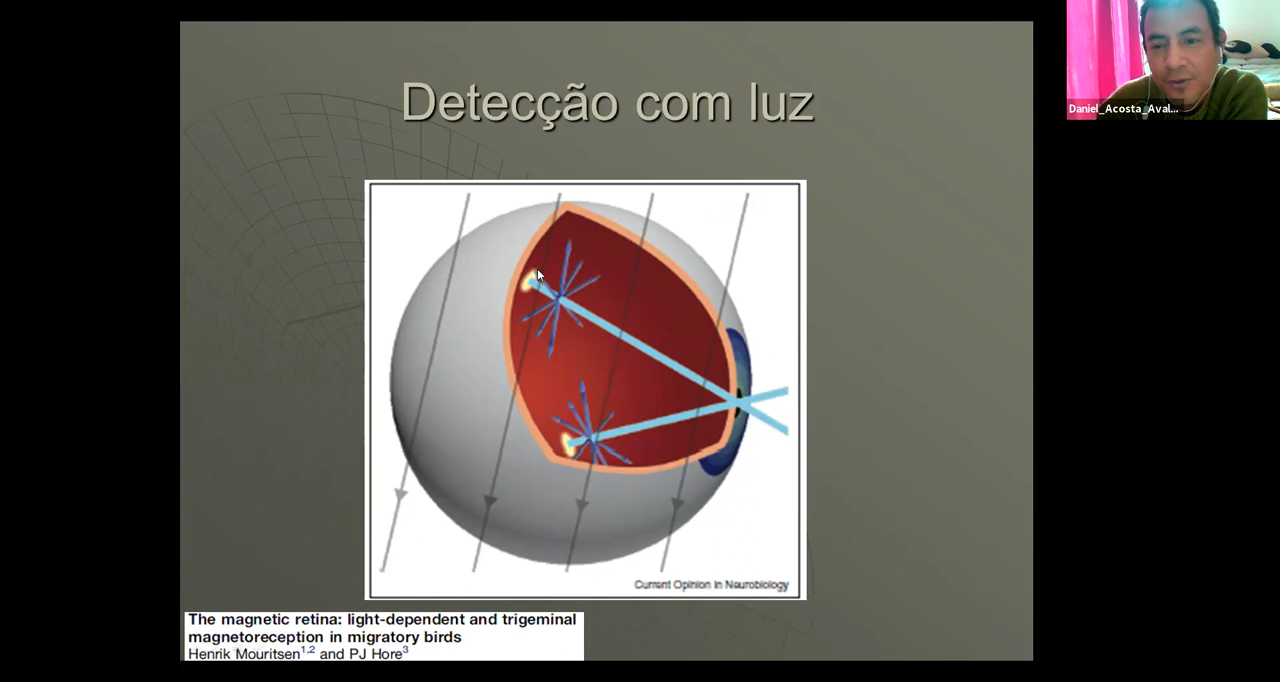 Detecção com luz
Daniel_Acosta_Aval...
Current Opinion in Neurobiology
The magnetic retina: light-dependent and trigeminal
magnetoreception in migratory birds
Henrik Mouritsen1,2 and PJ Hore3